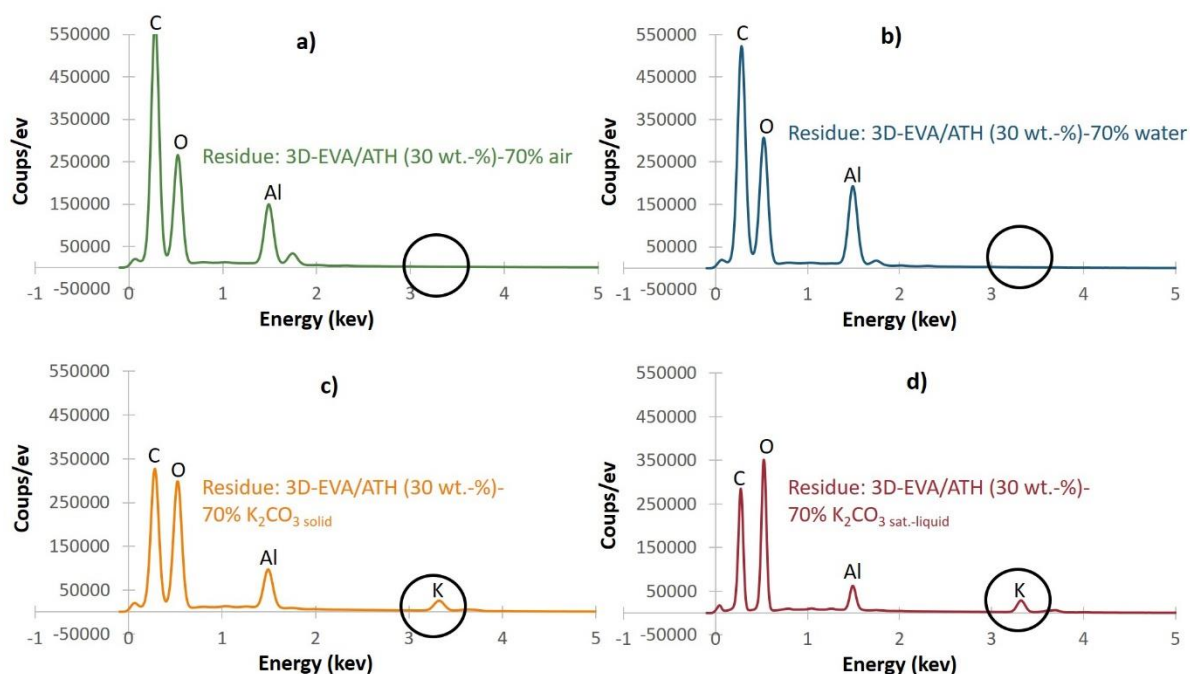 a)
C
O
Al
Residue: 3D-EVA/ATH (30 wt.-%)-70% air
550000
450000
350000
250000
150000
50000
-50000
-1 0 1 2 3 4 5
Coups/ev
Energy (kev)
b)
C
O
Al
Residue: 3D-EVA/ATH (30 wt.-%)-70% water
550000
450000
350000
250000
150000
50000
-50000
-1 0 1 2 3 4 5
Coups/ev
Energy (kev)
c)
C
O
Al
K
Residue: 3D-EVA/ATH (30 wt.-%)-
70% K₂CO₃ solid
550000
450000
350000
250000
150000
50000
-50000
-1 0 1 2 3 4 5
Coups/ev
Energy (kev)
d)
C
O
Al
K
Residue: 3D-EVA/ATH (30 wt.-%)-
70% K₂CO₃ sat.-liquid
550000
450000
350000
250000
150000
50000
-50000
-1 0 1 2 3 4 5
Coups/ev
Energy (kev)